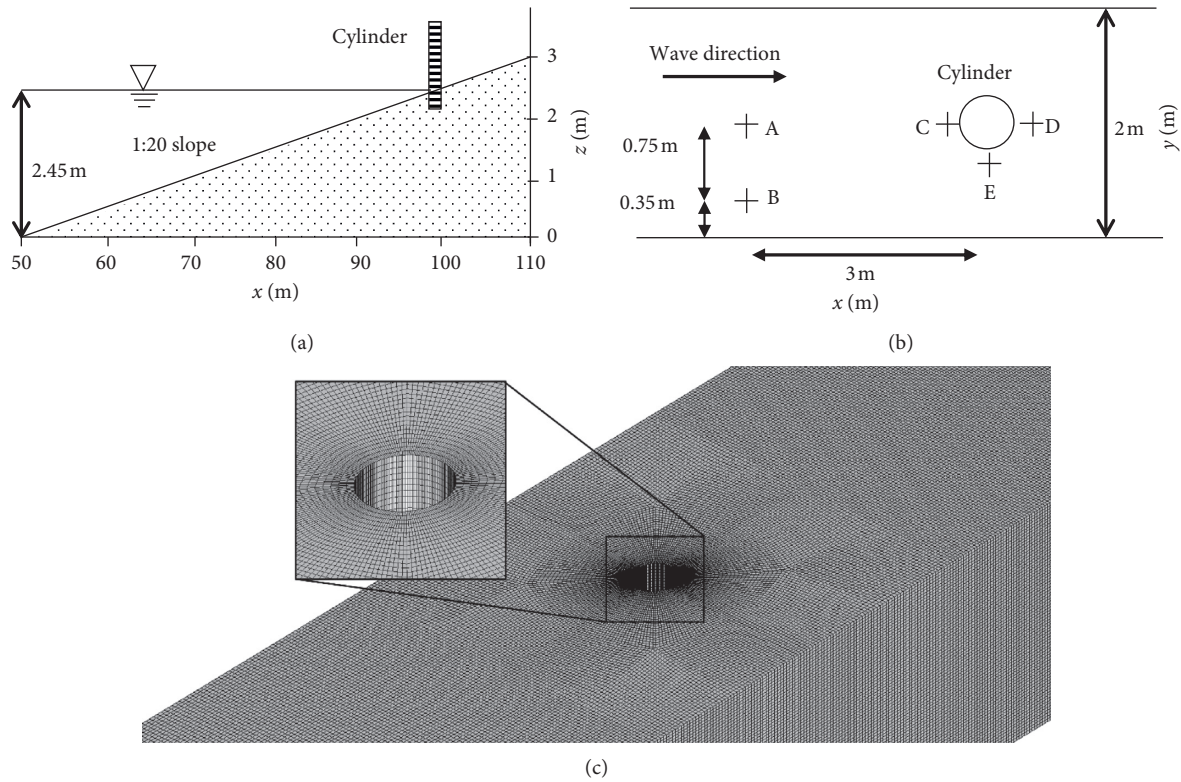 Cylinder
2.45 m
1:20 slope
3
2
1
0
z (m)
50
60
70
80
90
100
110
x (m)
(a)
Wave direction
Cylinder
A
C
D
0.75 m
2 m
y (m)
E
0.35 m
B
3 m
x (m)
(b)
(c)